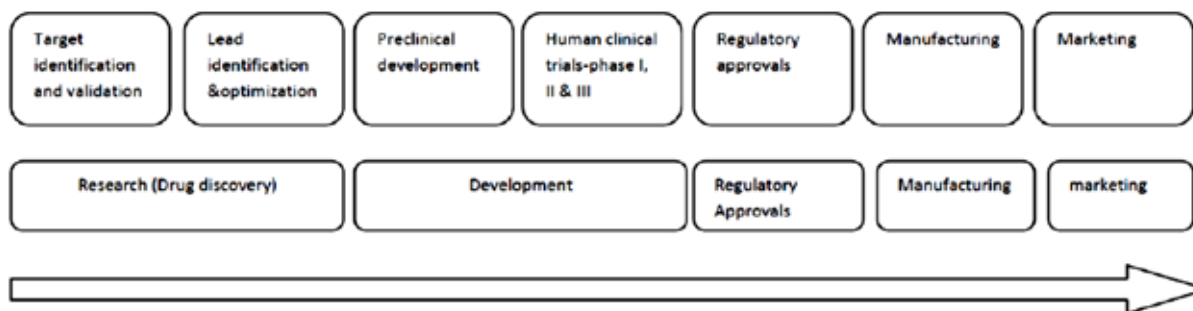 Target
identification
and validation
Lead
identification
&optimization
Preclinical
development
Human clinical
trials-phase I,
II & III
Regulatory
approvals
Manufacturing
Marketing
Research (Drug discovery)
Development
Regulatory
Approvals
Manufacturing
marketing